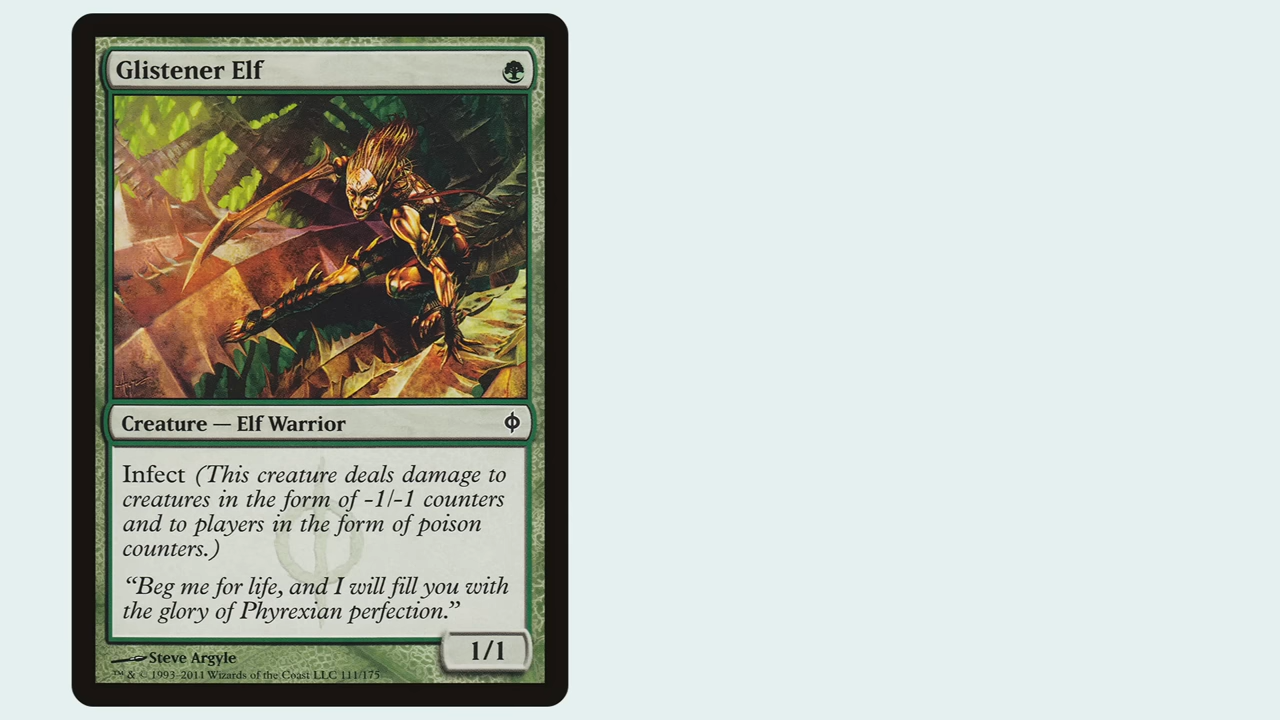 Glistener Elf
Creature — Elf Warrior
Infect (This creature deals damage to
creatures in the form of -1/-1 counters
and to players in the form of poison
counters.)
“Beg me for life, and I will fill you with
the glory of Phyrexian perfection.”
1/1
Steve Argyle
™ & © 1993–2011 Wizards of the Coast LLC 111/175